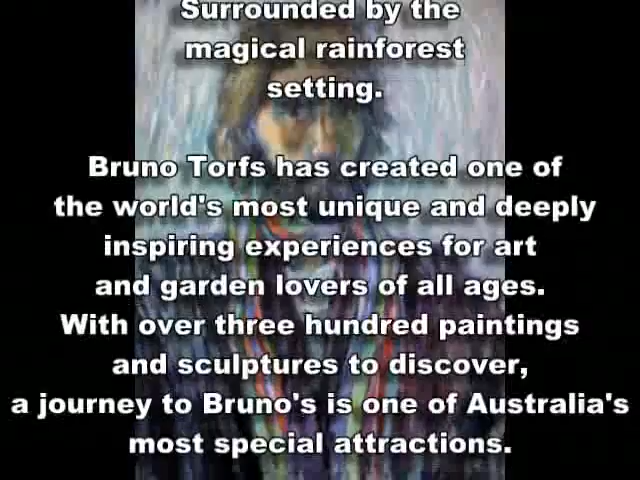 Surrounded by the
magical rainforest
setting.
Bruno Torfs has created one of
the world's most unique and deeply
inspiring experiences for art
and garden lovers of all ages.
With over three hundred paintings
and sculptures to discover,
a journey to Bruno's is one of Australia's
most special attractions.